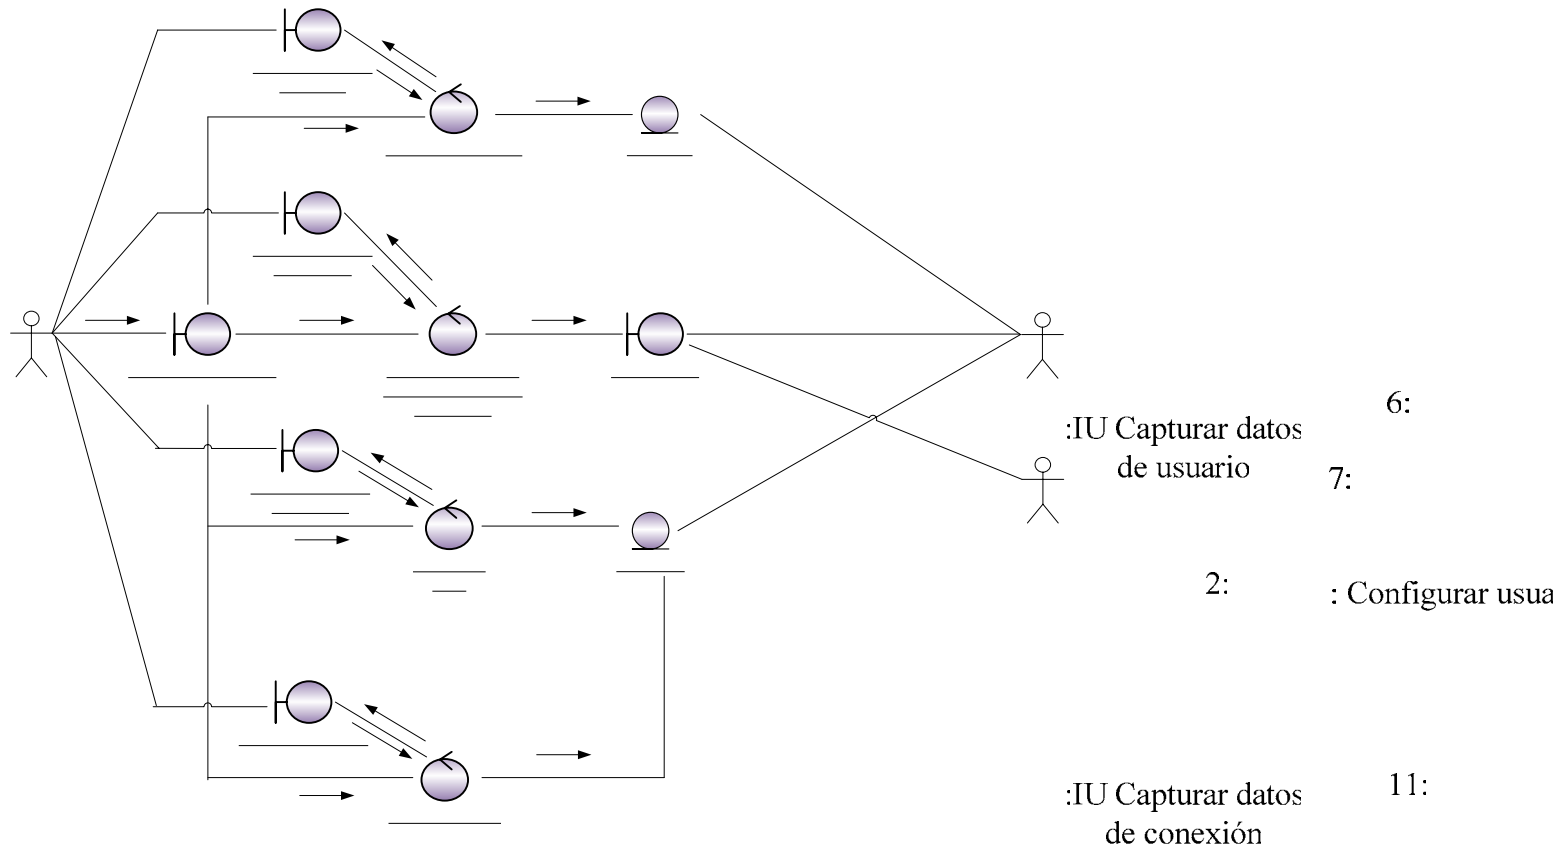 6:
:IU Capturar datos
de usuario
7:
2:
: Configurar usua
11:
:IU Capturar datos
de conexión